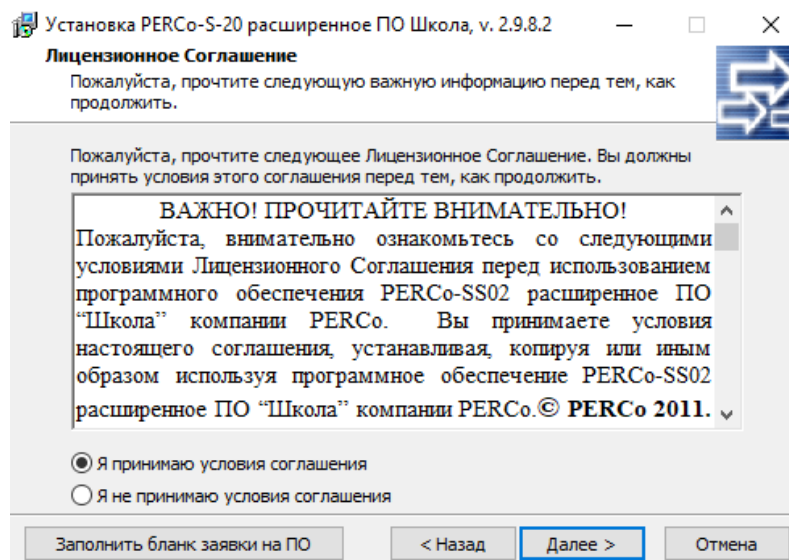 Установка PERCo-S-20 расширенное ПО Школа, v. 2.9.8.2
Лицензионное Соглашение
Пожалуйста, прочтите следующую важную информацию перед тем, как
продолжить.
Пожалуйста, прочтите следующее Лицензионное Соглашение. Вы должны
принять условия этого соглашения перед тем, как продолжить.
ВАЖНО! ПРОЧИТАЙТЕ ВНИМАТЕЛЬНО!
Пожалуйста, внимательно ознакомьтесь со следующими
условиями Лицензионного Соглашения перед использованием
программного обеспечения PERCo-SS02 расширенное ПО
“Школа” компании PERCo. Вы принимаете условия
настоящего соглашения, устанавливая, копируя или иным
образом используя программное обеспечение PERCo-SS02
расширенное ПО “Школа” компании PERCo.© PERCo 2011.
Я принимаю условия соглашения
Я не принимаю условия соглашения
Заполнить бланк заявки на ПО < Назад Далее > Отмена